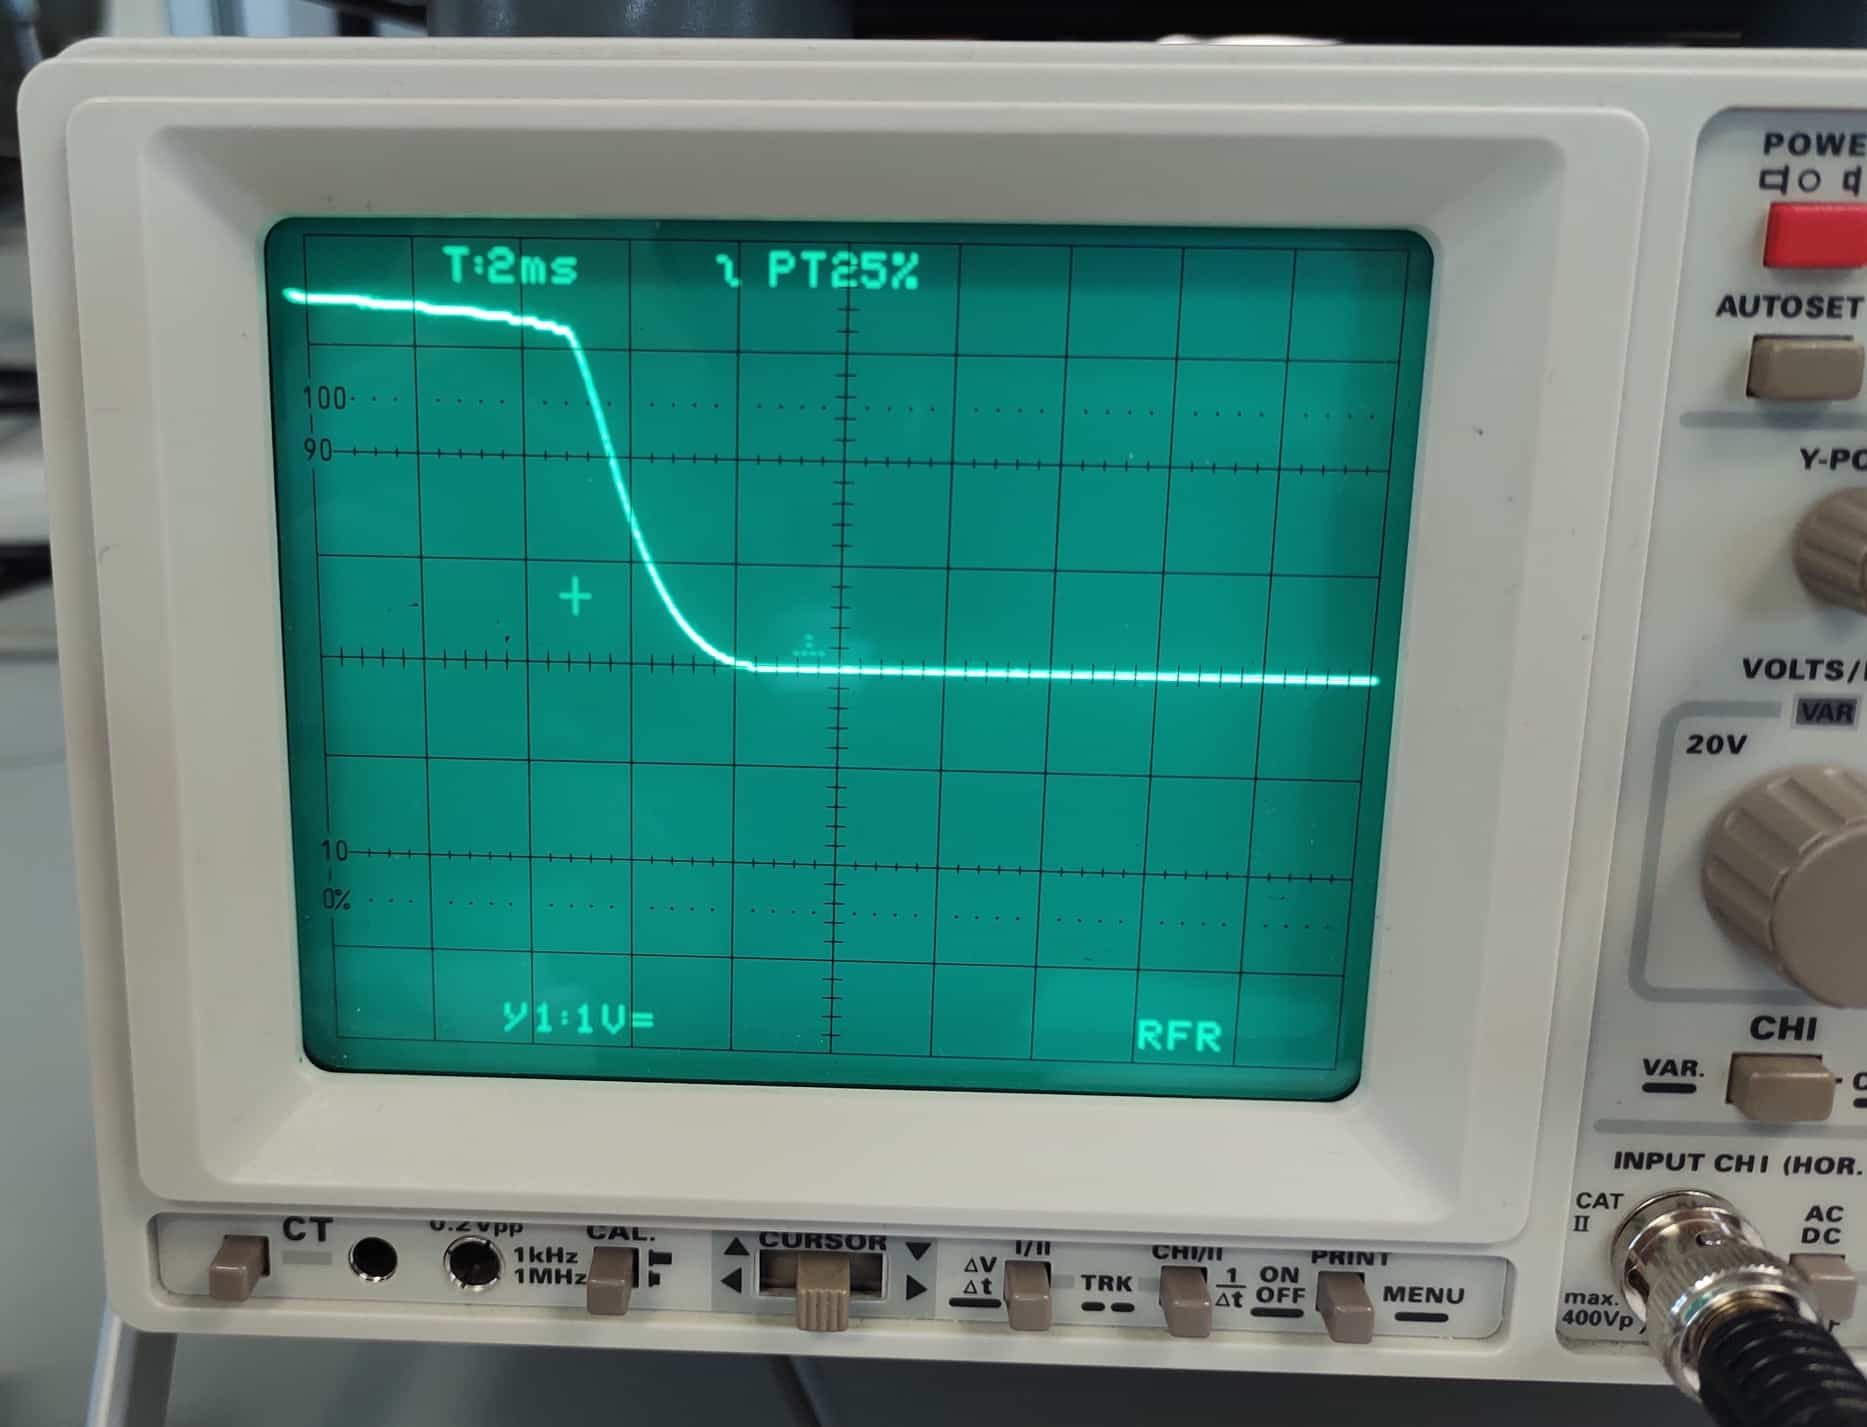 POWE
T:2ms PT25%
AUTOSET
100
90
Y-PO
VOLTS/
VAR
20V
10
0%
y1:1V=
RFR
CHI
VAR.
INPUT CHI (HOR.
CAT
II
AC
DC
max.
400Vp
CT
0.2Vpp
1kHz
1MHz
CAL.
CURSOR
I/II
ΔV
Δt
TRK
CHI/II
1
Δt
ON
OFF
PRINT
MENU